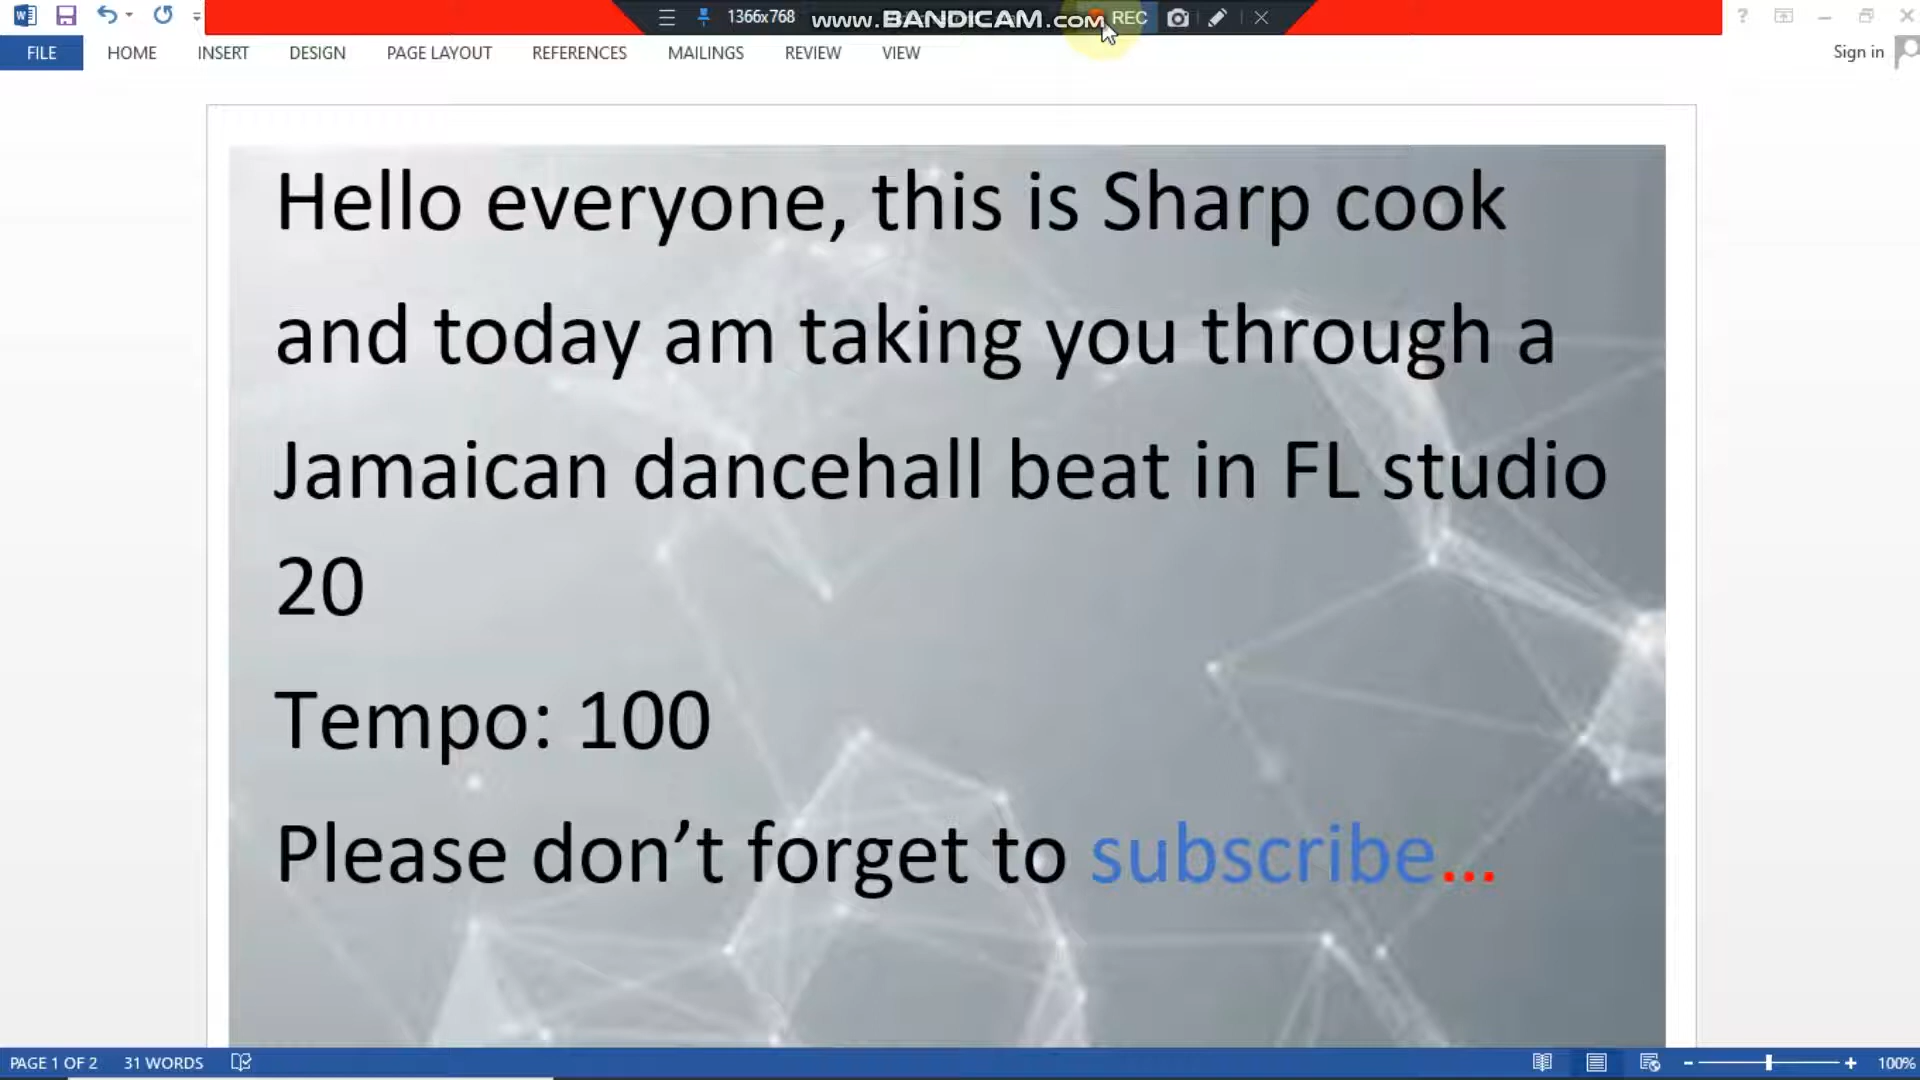 1366x768
www.BANDICAM.com
REC
FILE
HOME
INSERT
DESIGN
PAGE LAYOUT
REFERENCES
MAILINGS
REVIEW
VIEW
Sign in
Hello everyone, this is Sharp cook
and today am taking you through a
Jamaican dancehall beat in FL studio
20
Tempo: 100
Please don’t forget to subscribe...
PAGE 1 OF 2
31 WORDS
100%